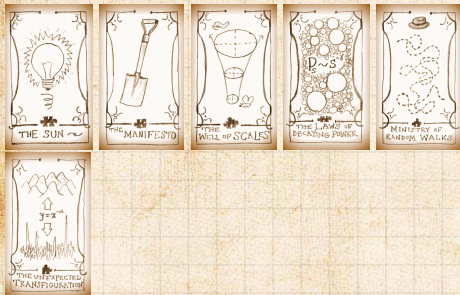 THE SUN ~
THE MANIFESTO
THE
WELL OF SCALES
P~s
THE LAWS OF
DECAYING POWER
MINISTRY OF
RANDOM WALKS
y=x
THE UNEXPECTED
TRANSFIGURATION